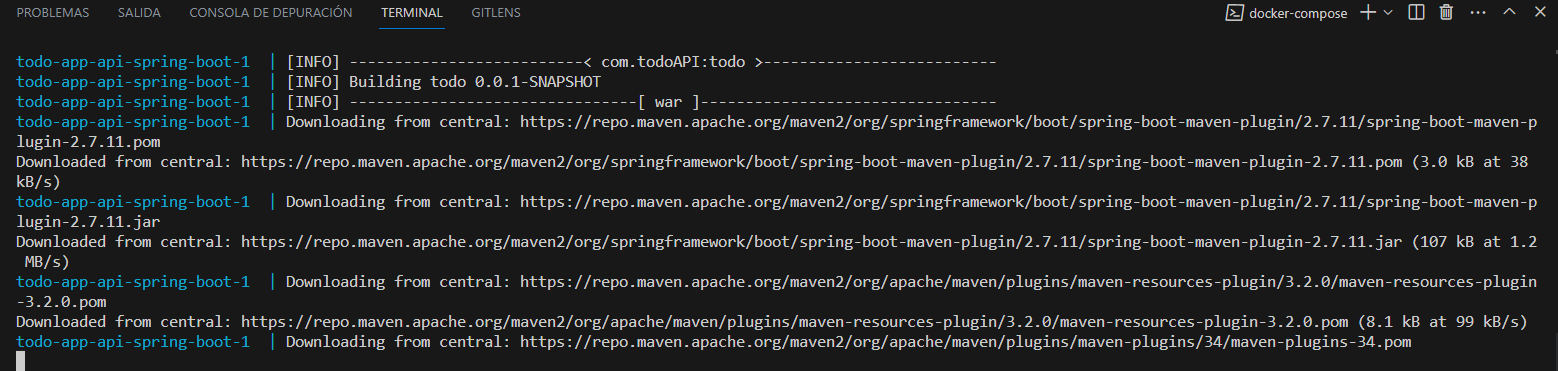 PROBLEMAS SALIDA CONSOLA DE DEPURACIÓN TERMINAL GITLENS docker-compose
todo-app-api-spring-boot-1 | [INFO] --------------------------< com.todoAPI:todo >--------------------------
todo-app-api-spring-boot-1 | [INFO] Building todo 0.0.1-SNAPSHOT
todo-app-api-spring-boot-1 | [INFO] --------------------------------[ war ]---------------------------------
todo-app-api-spring-boot-1 | Downloading from central: https://repo.maven.apache.org/maven2/org/springframework/boot/spring-boot-maven-plugin/2.7.11/spring-boot-maven-p
lugin-2.7.11.pom
Downloaded from central: https://repo.maven.apache.org/maven2/org/springframework/boot/spring-boot-maven-plugin/2.7.11/spring-boot-maven-plugin-2.7.11.pom (3.0 kB at 38
kB/s)
todo-app-api-spring-boot-1 | Downloading from central: https://repo.maven.apache.org/maven2/org/springframework/boot/spring-boot-maven-plugin/2.7.11/spring-boot-maven-p
lugin-2.7.11.jar
Downloaded from central: https://repo.maven.apache.org/maven2/org/springframework/boot/spring-boot-maven-plugin/2.7.11/spring-boot-maven-plugin-2.7.11.jar (107 kB at 1.2
MB/s)
todo-app-api-spring-boot-1 | Downloading from central: https://repo.maven.apache.org/maven2/org/apache/maven/plugins/maven-resources-plugin/3.2.0/maven-resources-plugin
-3.2.0.pom
Downloaded from central: https://repo.maven.apache.org/maven2/org/apache/maven/plugins/maven-resources-plugin/3.2.0/maven-resources-plugin-3.2.0.pom (8.1 kB at 99 kB/s)
todo-app-api-spring-boot-1 | Downloading from central: https://repo.maven.apache.org/maven2/org/apache/maven/plugins/maven-plugins/34/maven-plugins-34.pom